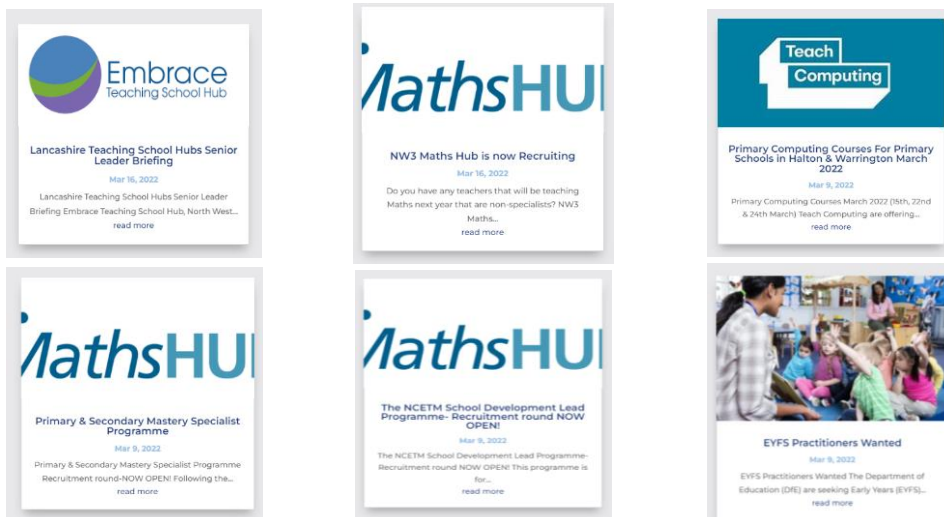 Embrace
Teaching School Hub
Lancashire Teaching School Hubs Senior
Leader Briefing
Mar 16, 2022
Lancashire Teaching School Hubs Senior Leader
Briefing Embrace Teaching School Hub, North West...
read more
MathsHU
NW3 Maths Hub is now Recruiting
Mar 16, 2022
Do you have any teachers that will be teaching
Maths next year that are non-specialists? NW3
Maths...
read more
Teach
Computing
Primary Computing Courses For Primary
Schools in Halton & Warrington March
2022
Mar 9, 2022
Primary Computing Courses March 2022 (15th, 22nd
& 24th March) Teach Computing are offering...
read more
MathsHU
Primary & Secondary Mastery Specialist
Programme
Mar 9, 2022
Primary & Secondary Mastery Specialist Programme
Recruitment round-NOW OPEN! Following the...
read more
MathsHU
The NCETM School Development Lead
Programme- Recruitment round NOW
OPEN!
Mar 9, 2022
The NCETM School Development Lead Programme-
Recruitment round NOW OPEN! This programme is
for...
read more
EYFS Practitioners Wanted
Mar 9, 2022
EYFS Practitioners Wanted The Department of
Education (DfE) are seeking Early Years (EYFS)...
read more